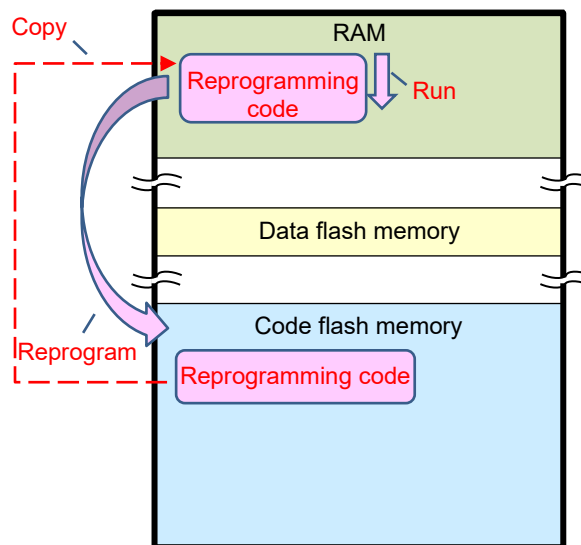 Copy
RAM
Reprogramming
code
Run
Data flash memory
Code flash memory
Reprogram
Reprogramming code